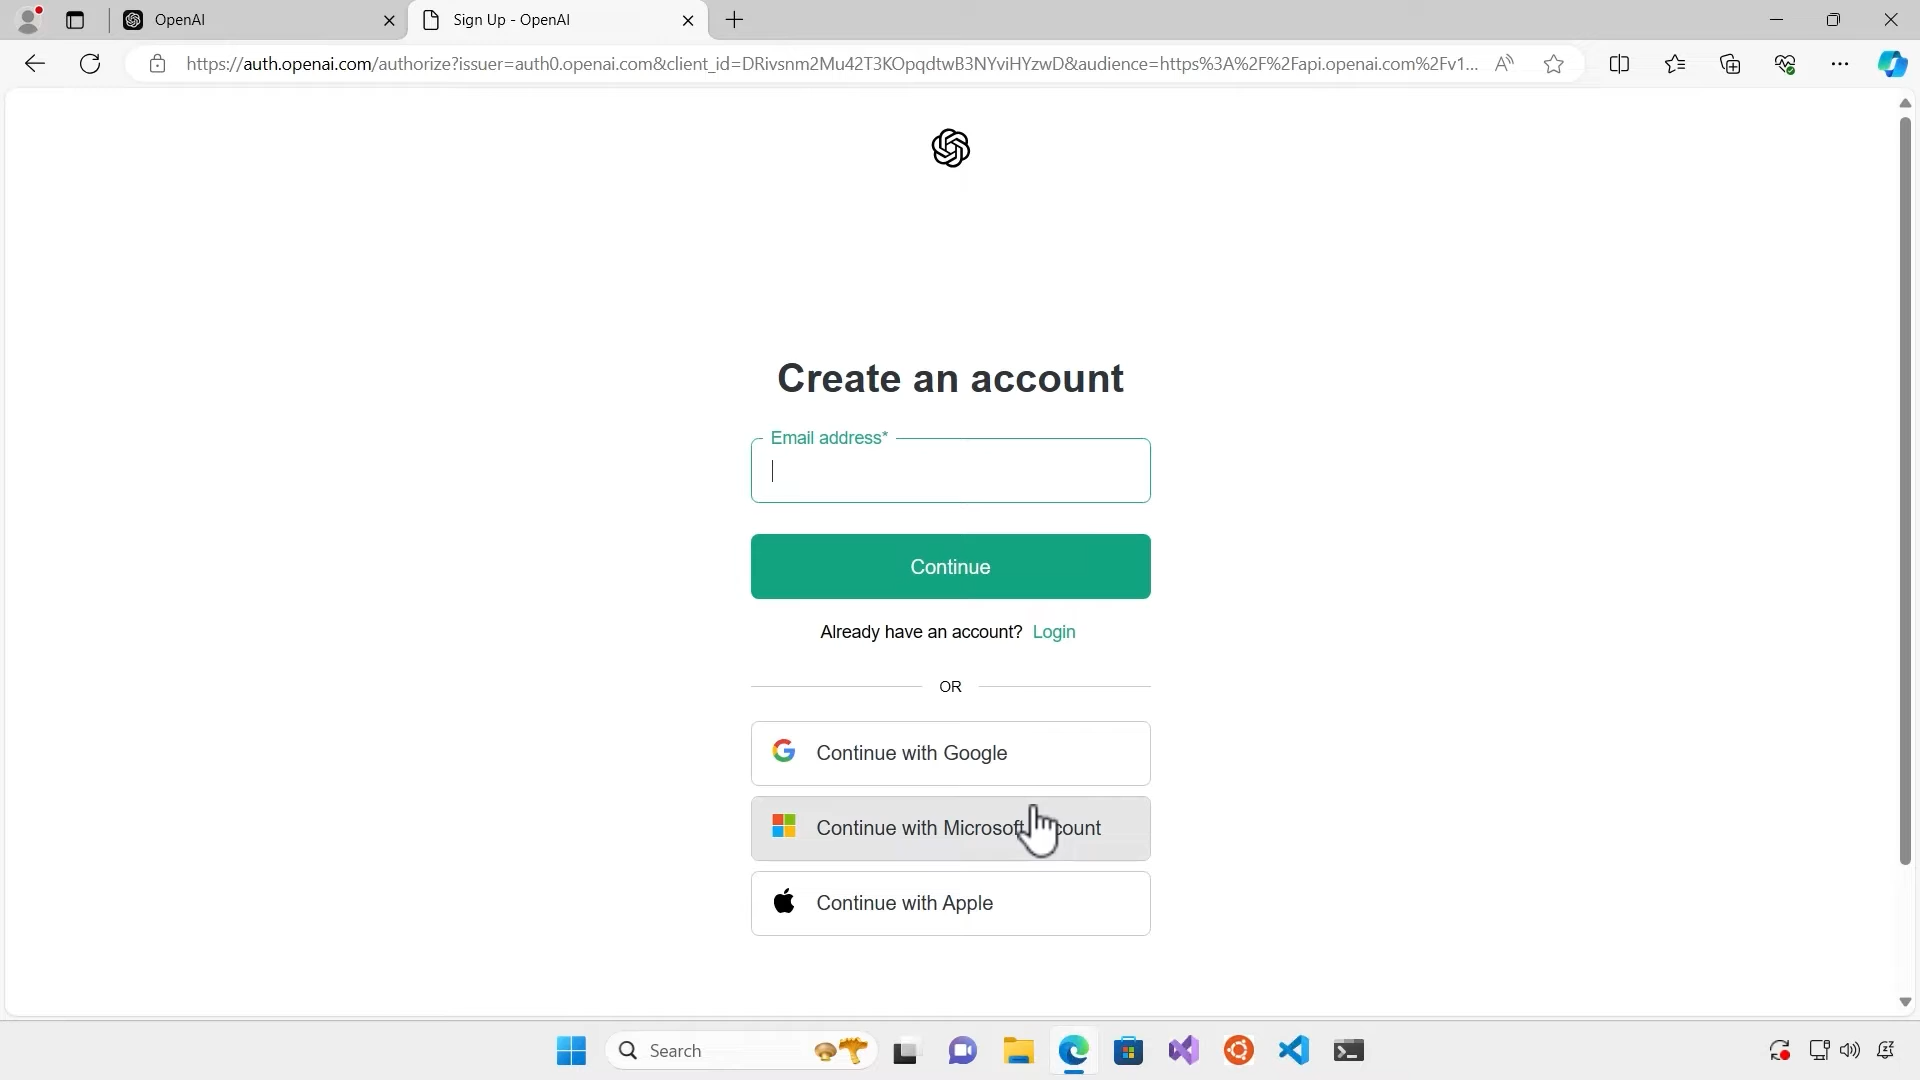 OpenAI
Sign Up - OpenAI
https://auth.openai.com/authorize?issuer=auth0.openai.com&client_id=DRivsnm2Mu42T3KOpqdtwB3NYviHYzwD&audience=https%3A%2F%2Fapi.openai.com%2Fv1...
Create an account
Email address*
Continue
Already have an account? Login
OR
Continue with Google
Continue with Microsoft
Continue with Apple
Search